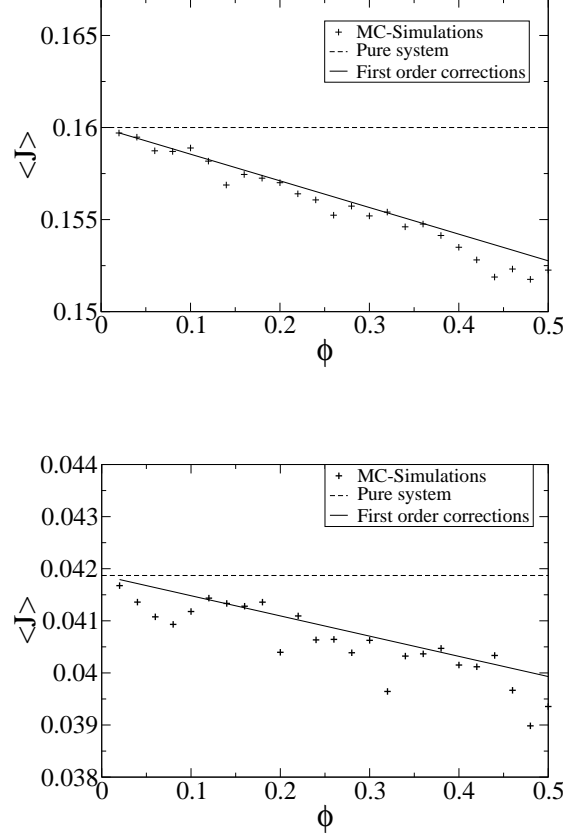 0.165
MC-Simulations
Pure system
First order corrections
0.16
<J>
0.155
0.15
0 0.1 0.2 0.3 0.4 0.5
ϕ
0.044
MC-Simulations
Pure system
First order corrections
0.043
0.042
<J>
0.041
0.04
0.039
0.038
0 0.1 0.2 0.3 0.4 0.5
ϕ